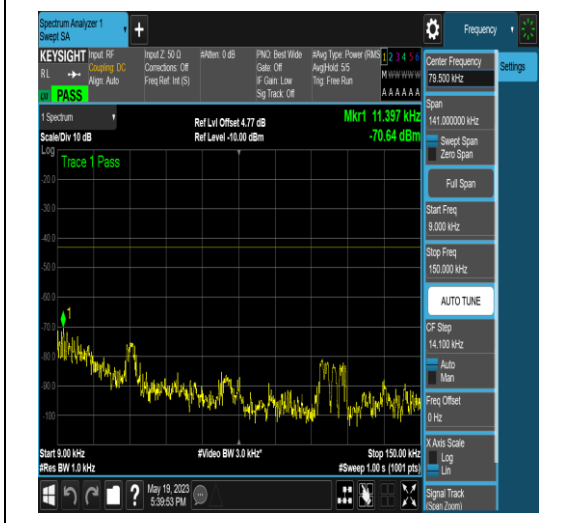 Spectrum Analyzer 1
Swept SA
+
Frequency
KEYSIGHT
RL
PASS
Input: RF
Coupling: DC
Align: Auto
Input Z: 50 Ω
Corrections: Off
Freq Ref: Int (S)
#Atten: 0 dB
PNO: Best Wide
Gate: Off
IF Gain: Low
Sig Track: Off
#Avg Type: Power (RMS
Avg|Hold: 5/5
Trig: Free Run
1 2 3 4 5 6
M W W W W W
A A A A A A
Settings
Center Frequency
79.500 kHz
Span
141.000000 kHz
Swept Span
Zero Span
Full Span
Start Freq
9.000 kHz
Stop Freq
150.000 kHz
AUTO TUNE
CF Step
14.100 kHz
Auto
Man
Freq Offset
0 Hz
X Axis Scale
Log
Lin
Signal Track
(Span Zoom)
1 Spectrum
Scale/Div 10 dB
Ref Lvl Offset 4.77 dB
Ref Level -10.00 dBm
Mkr1 11.397 kHz
-70.64 dBm
Log
Trace 1 Pass
-20.0
-30.0
-40.0
-50.0
-60.0
-70.0
-80.0
-90.0
-100
1
Start 9.00 kHz
#Res BW 1.0 kHz
#Video BW 3.0 kHz*
Stop 150.00 kHz
#Sweep 1.00 s (1001 pts)
?
May 19, 2023
5:39:53 PM